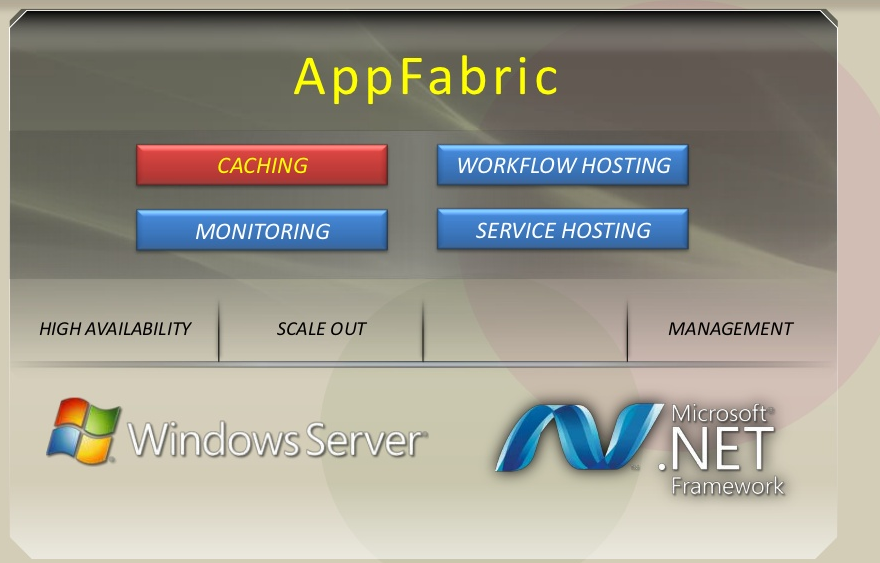 AppFabric
CACHING
WORKFLOW HOSTING
MONITORING
SERVICE HOSTING
HIGH AVAILABILITY
SCALE OUT
MANAGEMENT
Windows Server
Microsoft®
.NET
Framework